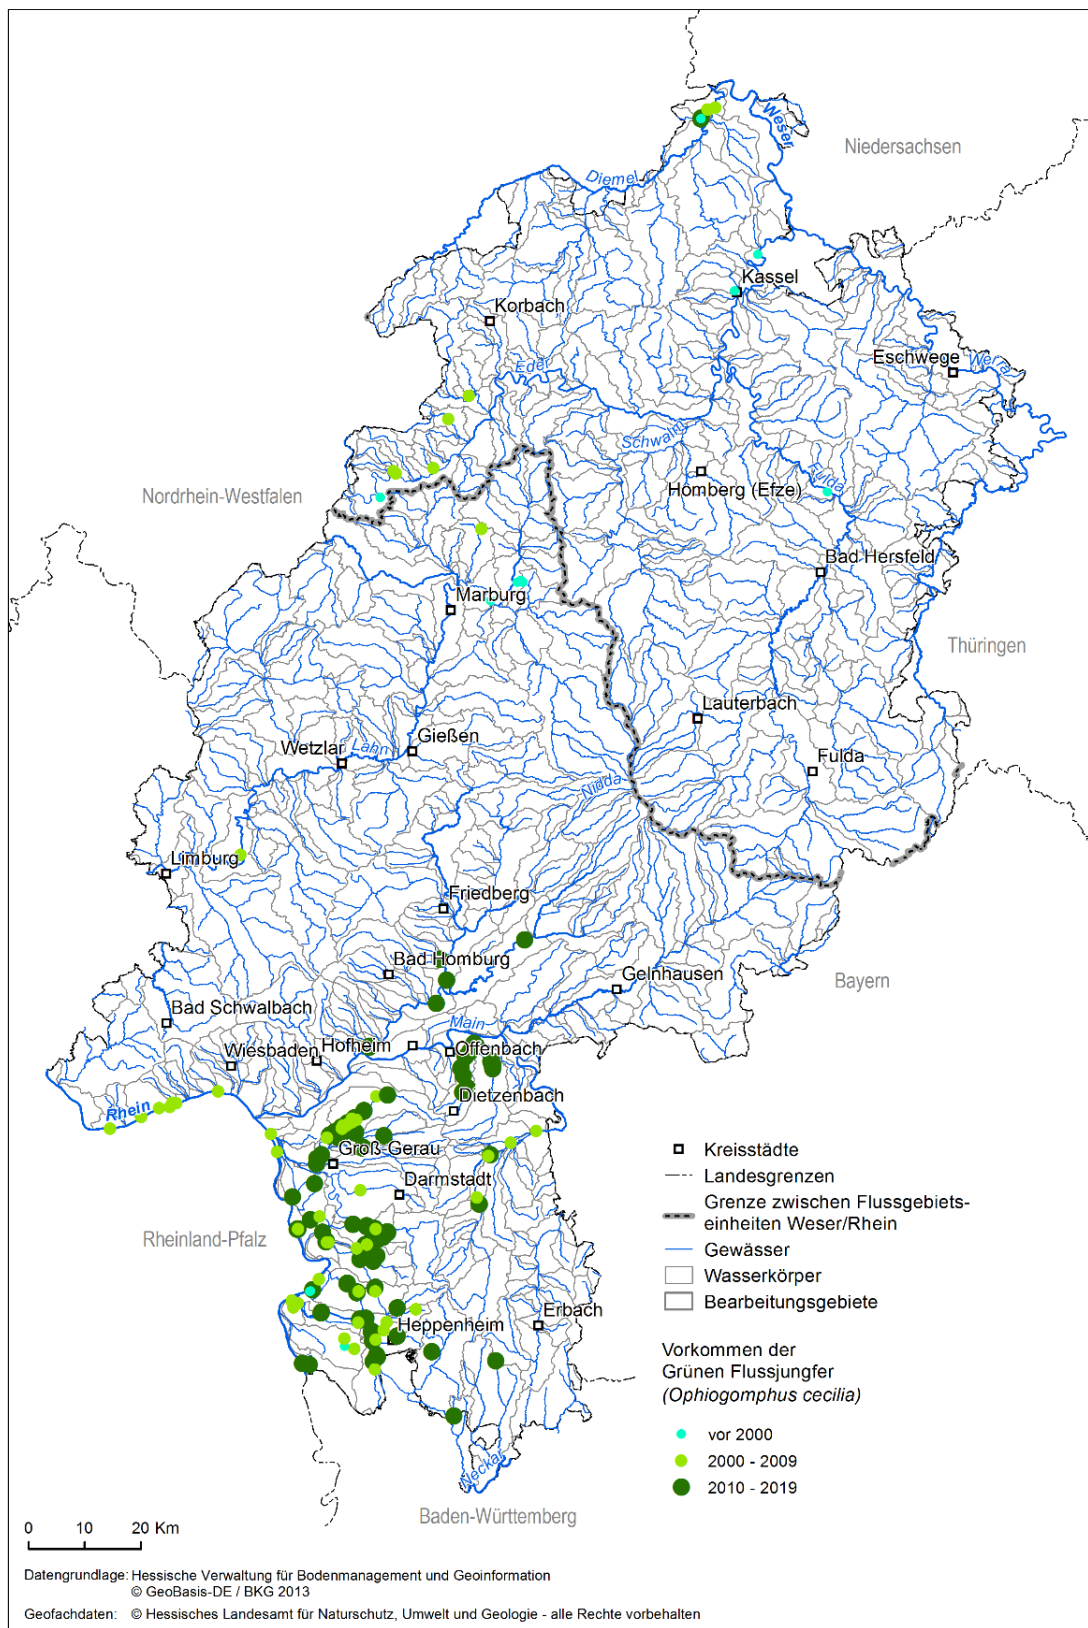 Weser
Niedersachsen
Diemel
Kassel
Korbach
Eschwege
Werra
Eder
Schwalm
Nordrhein-Westfalen
Homberg (Efze)
Fulda
Bad Hersfeld
Marburg
Thüringen
Lauterbach
Gießen
Wetzlar
Lahn
Fulda
Nidda
Limburg
Friedberg
Bad Homburg
Gelnhausen
Bayern
Bad Schwalbach
Main
Hofheim
Offenbach
Wiesbaden
Rhein
Dietzenbach
Groß-Gerau
Darmstadt
Rheinland-Pfalz
Erbach
Heppenheim
Neckar
Baden-Württemberg
Kreisstädte
Landesgrenzen
Grenze zwischen Flussgebiets-
einheiten Weser/Rhein
Gewässer
Wasserkörper
Bearbeitungsgebiete
Vorkommen der
Grünen Flussjungfer
(Ophiogomphus cecilia)
vor 2000
2000 - 2009
2010 - 2019
0 10 20 Km
Datengrundlage: Hessische Verwaltung für Bodenmanagement und Geoinformation
© GeoBasis-DE / BKG 2013
Geofachdaten: © Hessisches Landesamt für Naturschutz, Umwelt und Geologie - alle Rechte vorbehalten